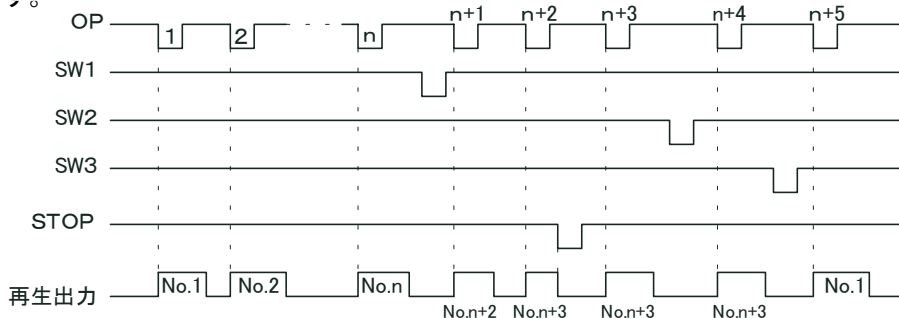 す。
OP 1 2 n n+1 n+2 n+3 n+4 n+5
SW1
SW2
SW3
STOP
再生出力 No.1 No.2 No.n No.n+2 No.n+3 No.n+3 No.n+3 No.1